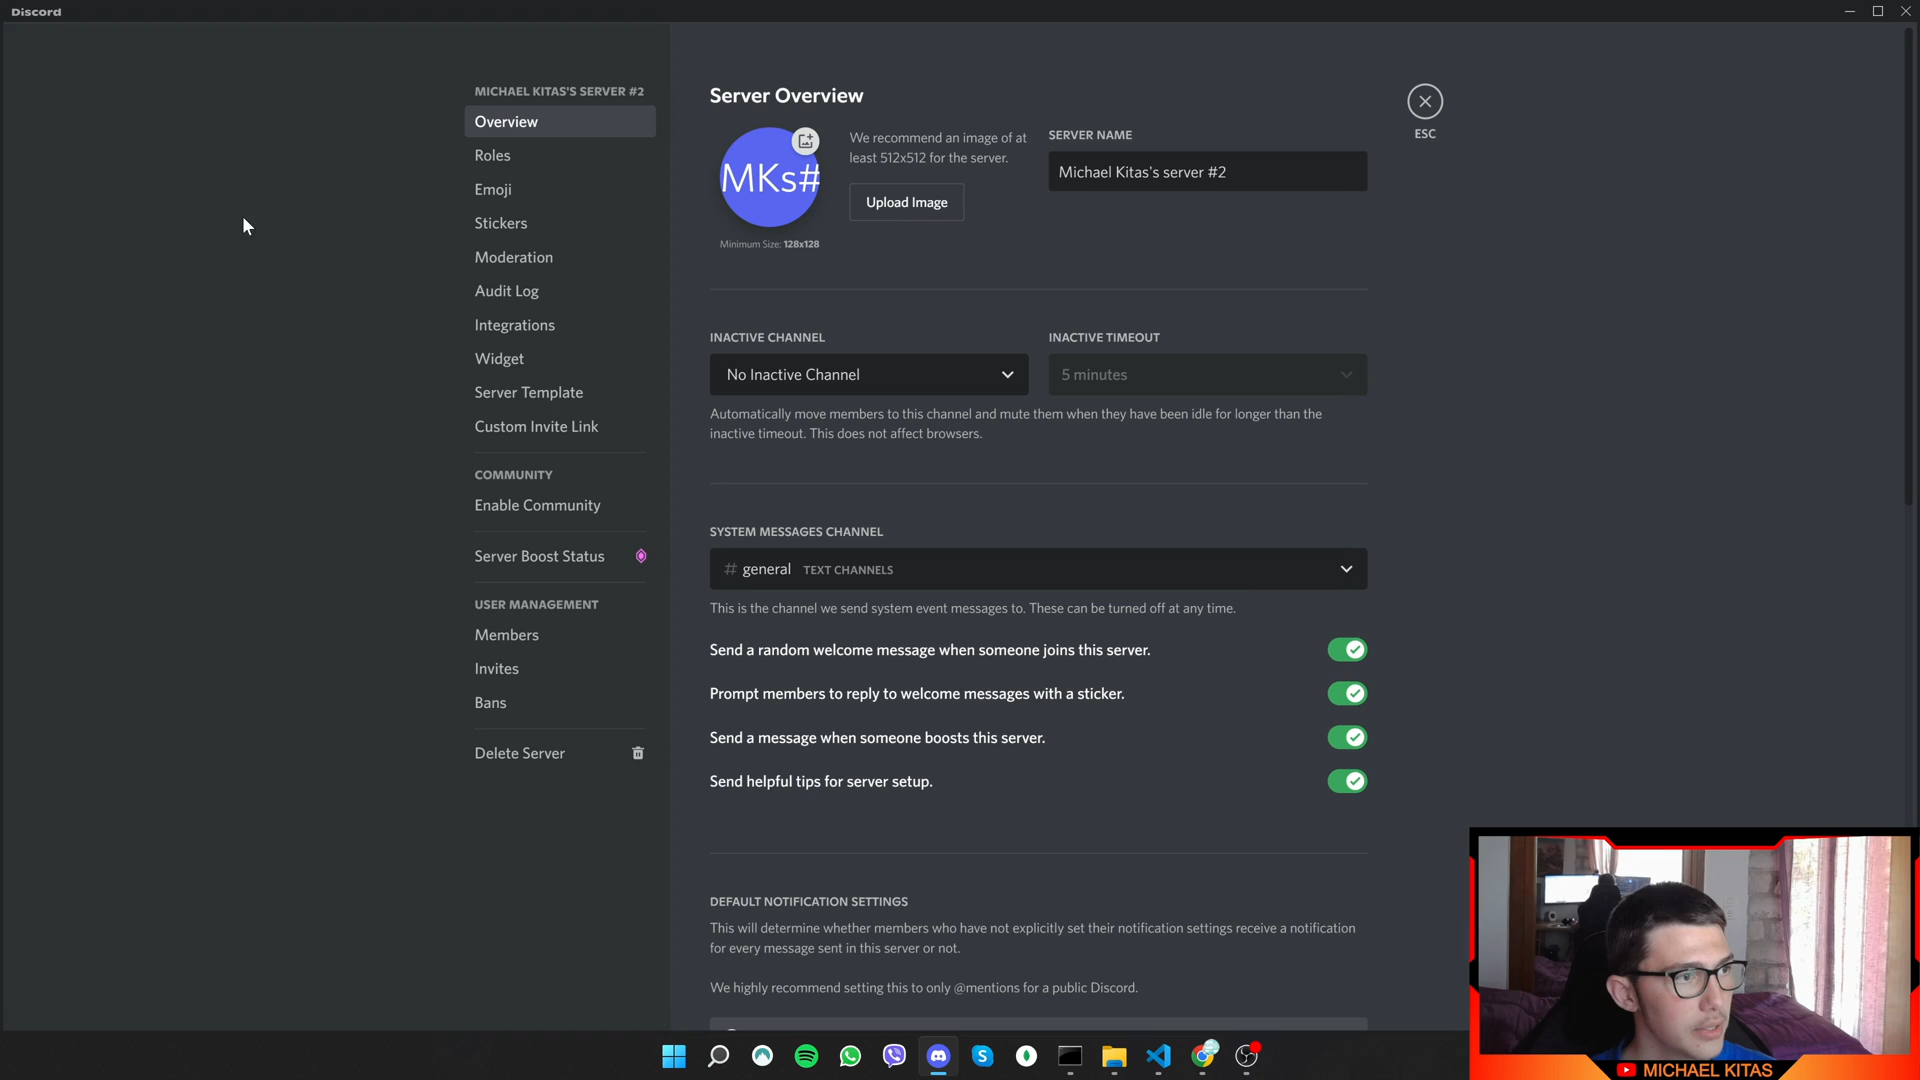 Discord
MICHAEL KITAS'S SERVER #2
Overview
Roles
Emoji
Stickers
Moderation
Audit Log
Integrations
Widget
Server Template
Custom Invite Link
COMMUNITY
Enable Community
Server Boost Status
USER MANAGEMENT
Members
Invites
Bans
Delete Server
Server Overview
MKs#
Minimum Size: 128x128
We recommend an image of at
least 512x512 for the server.
Upload Image
SERVER NAME
Michael Kitas's server #2
ESC
INACTIVE CHANNEL
No Inactive Channel
INACTIVE TIMEOUT
5 minutes
Automatically move members to this channel and mute them when they have been idle for longer than the
inactive timeout. This does not affect browsers.
SYSTEM MESSAGES CHANNEL
# general TEXT CHANNELS
This is the channel we send system event messages to. These can be turned off at any time.
Send a random welcome message when someone joins this server.
Prompt members to reply to welcome messages with a sticker.
Send a message when someone boosts this server.
Send helpful tips for server setup.
DEFAULT NOTIFICATION SETTINGS
This will determine whether members who have not explicitly set their notification settings receive a notification
for every message sent in this server or not.
We highly recommend setting this to only @mentions for a public Discord.
MICHAEL KITAS